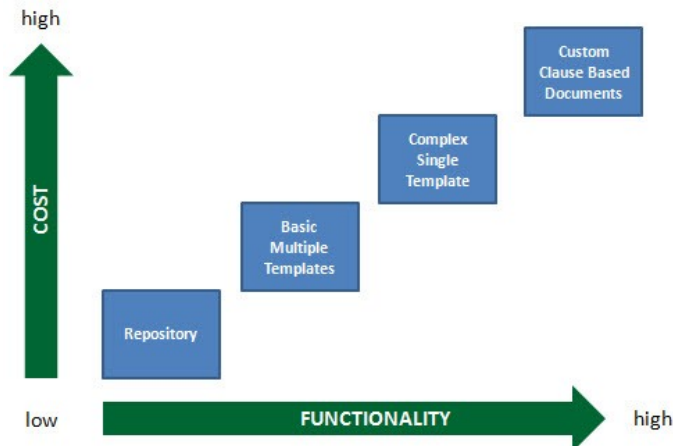 high
Custom
Clause Based
Documents
Complex
Single
Template
COST
Basic
Multiple
Templates
Repository
low
FUNCTIONALITY
high